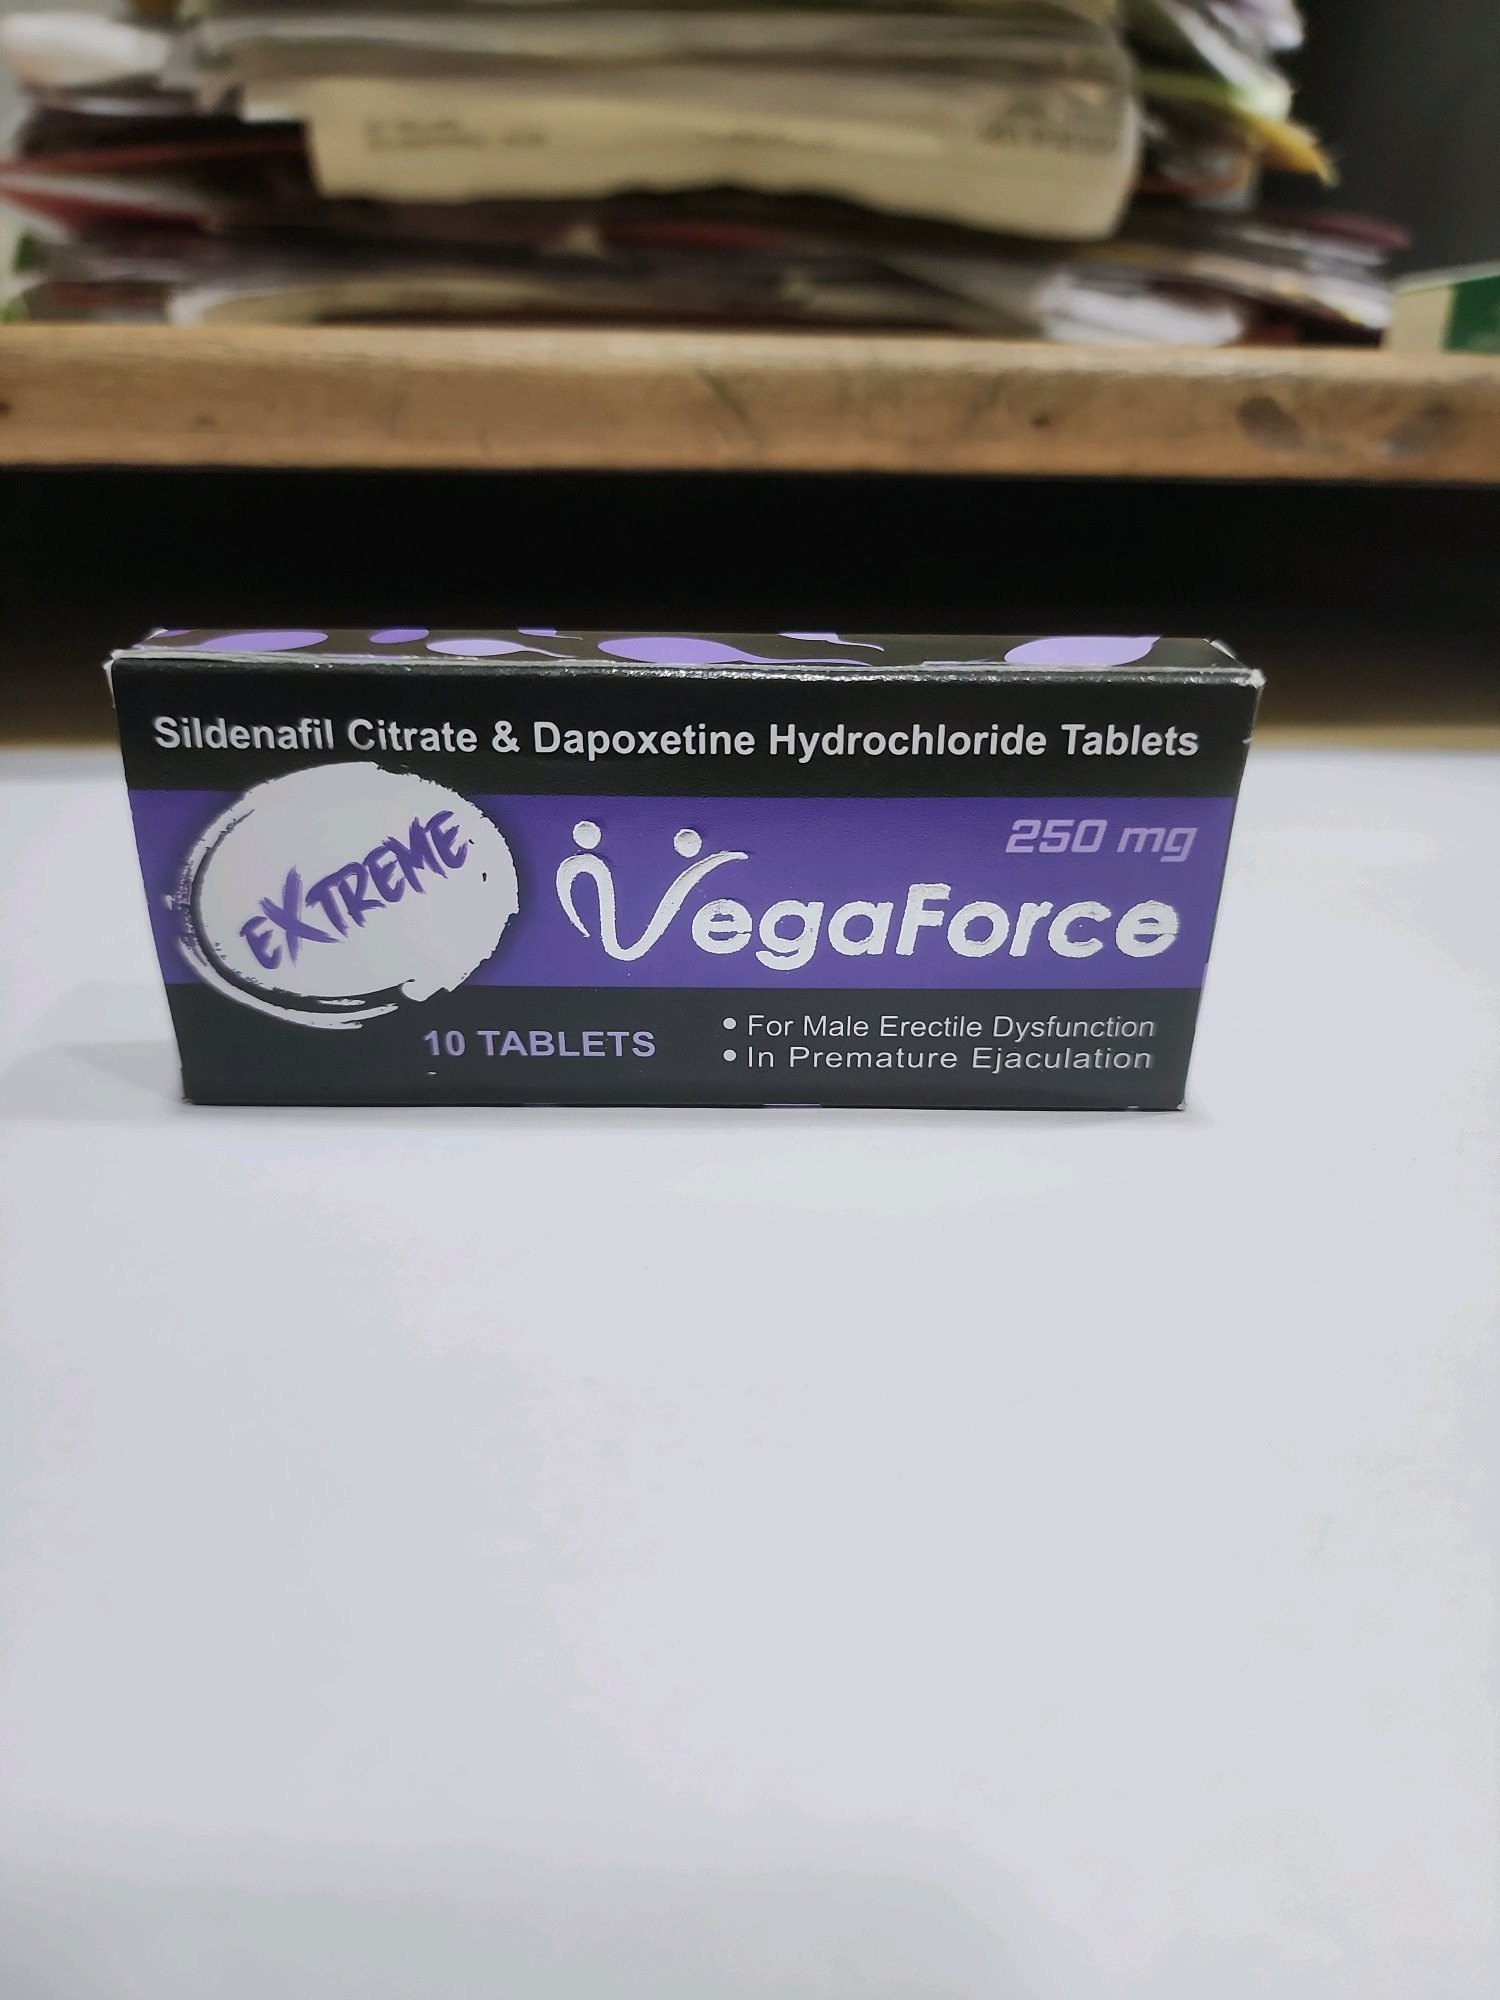 Sildenafil Citrate & Dapoxetine Hydrochloride Tablets
EXTREME
250 mg
VegaForce
10 TABLETS
• For Male Erectile Dysfunction
• In Premature Ejaculation